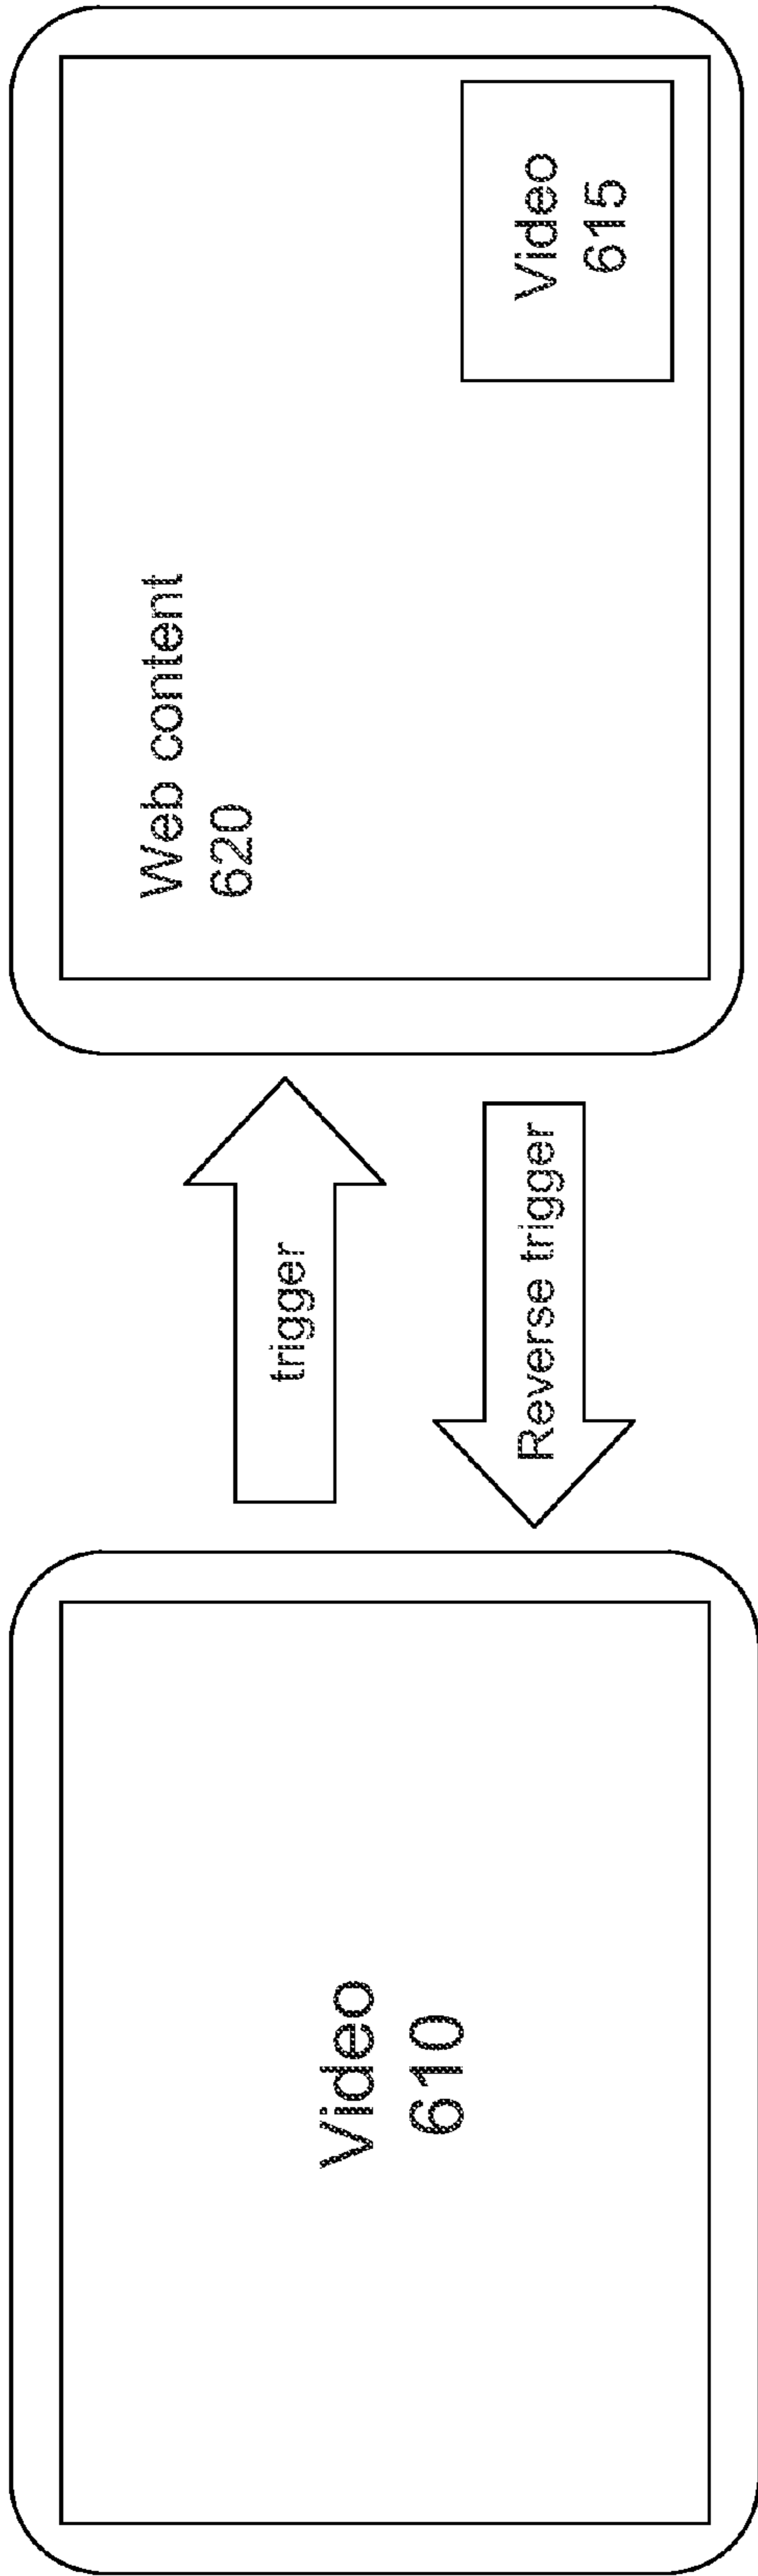 Video
610
trigger
Reverse trigger
Web content
620
Video
615